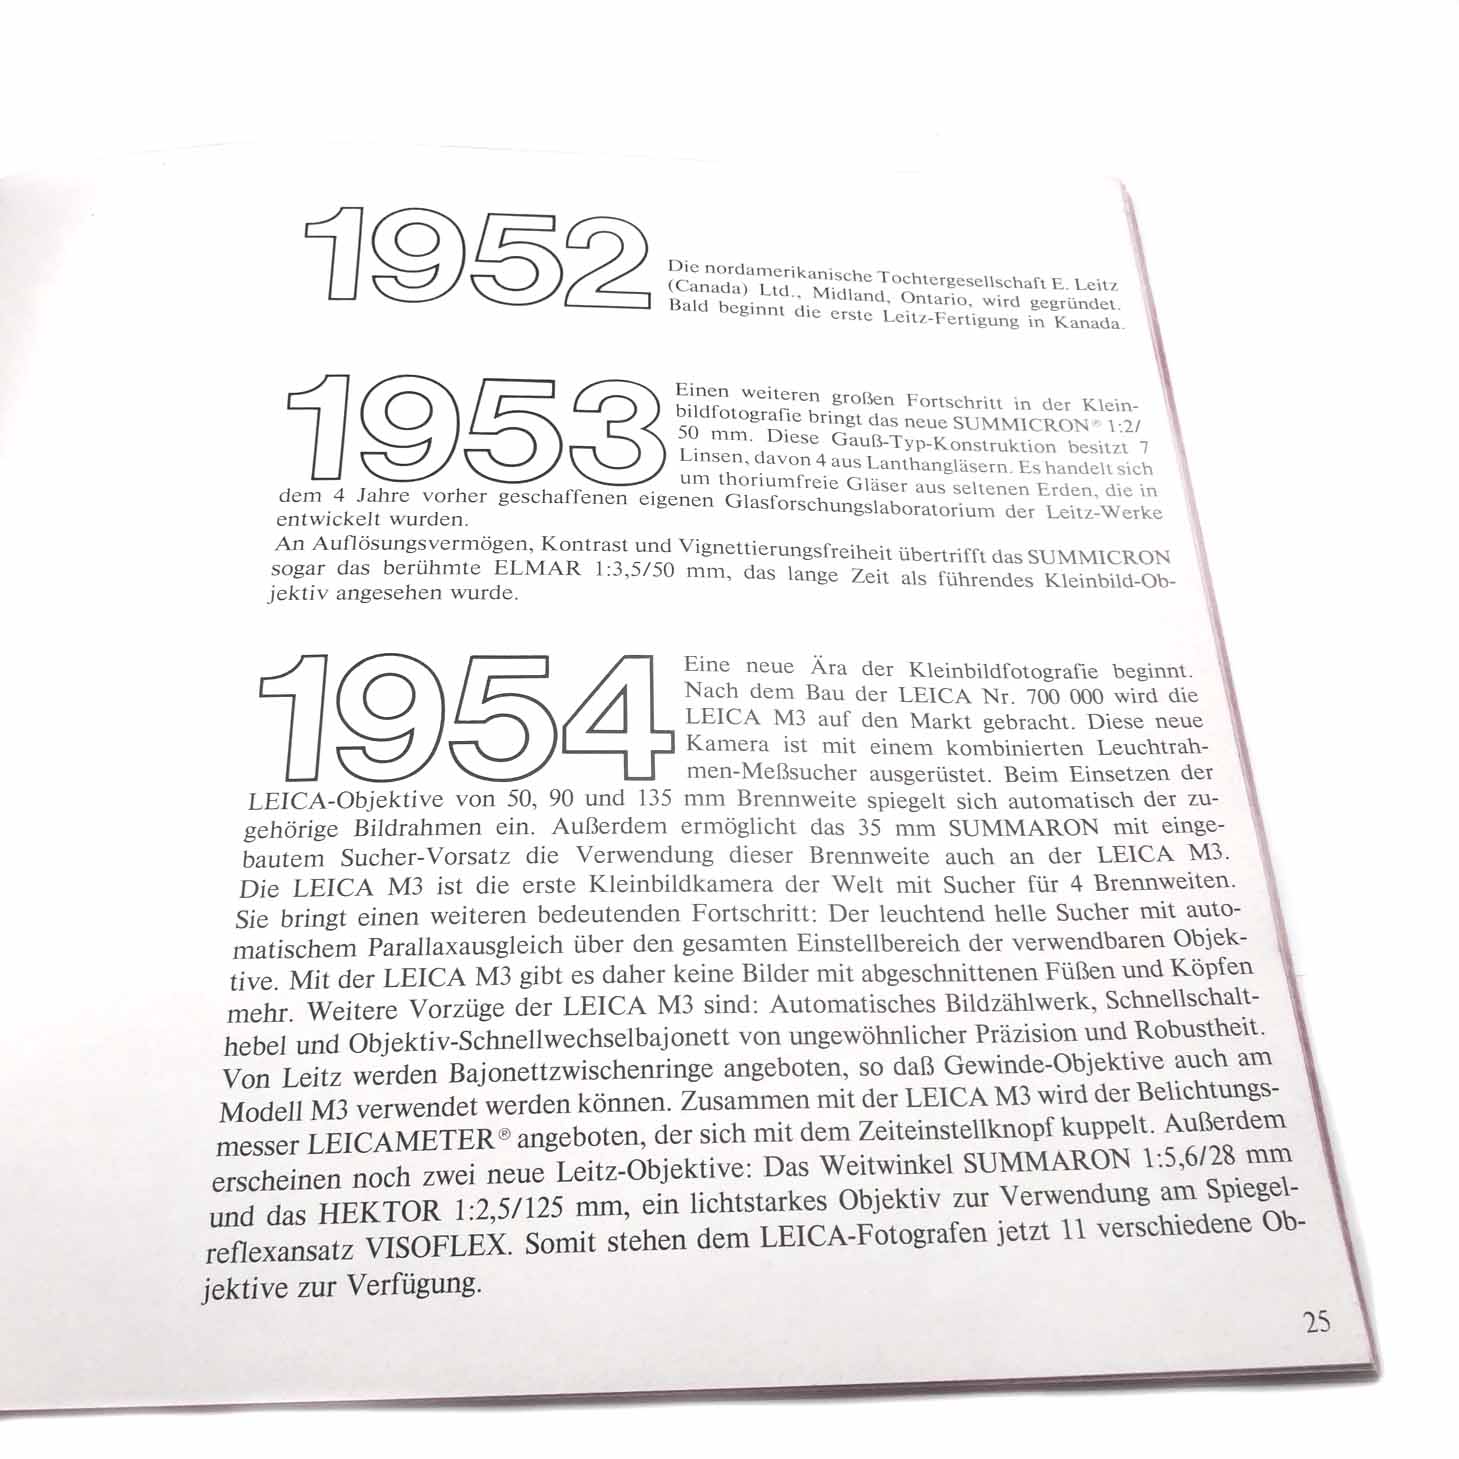 1952
Die nordamerikanische Tochtergesellschaft E. Leitz
(Canada) Ltd., Midland, Ontario, wird gegründet.
Bald beginnt die erste Leitz-Fertigung in Kanada.
1953
Einen weiteren großen Fortschritt in der Klein-
bildfotografie bringt das neue SUMMICRON® 1:2/
50 mm. Diese Gauß-Typ-Konstruktion besitzt 7
Linsen, davon 4 aus Lanthangläsern. Es handelt sich
um thoriumfreie Gläser aus seltenen Erden, die in
dem 4 Jahre vorher geschaffenen eigenen Glasforschungslaboratorium der Leitz-Werke
entwickelt wurden.
An Auflösungsvermögen, Kontrast und Vignettierungsfreiheit übertrifft das SUMMICRON
sogar das berühmte ELMAR 1:3,5/50 mm, das lange Zeit als führendes Kleinbild-Ob-
jektiv angesehen wurde.
1954
Eine neue Ära der Kleinbildfotografie beginnt.
Nach dem Bau der LEICA Nr. 700 000 wird die
LEICA M3 auf den Markt gebracht. Diese neue
Kamera ist mit einem kombinierten Leuchtrah-
men-Meßsucher ausgerüstet. Beim Einsetzen der
LEICA-Objektive von 50, 90 und 135 mm Brennweite spiegelt sich automatisch der zu-
gehörige Bildrahmen ein. Außerdem ermöglicht das 35 mm SUMMARON mit einge-
bautem Sucher-Vorsatz die Verwendung dieser Brennweite auch an der LEICA M3.
Die LEICA M3 ist die erste Kleinbildkamera der Welt mit Sucher für 4 Brennweiten.
Sie bringt einen weiteren bedeutenden Fortschritt: Der leuchtend helle Sucher mit auto-
matischem Parallaxausgleich über den gesamten Einstellbereich der verwendbaren Objek-
tive. Mit der LEICA M3 gibt es daher keine Bilder mit abgeschnittenen Füßen und Köpfen
mehr. Weitere Vorzüge der LEICA M3 sind: Automatisches Bildzählwerk, Schnellschalt-
hebel und Objektiv-Schnellwechselbajonett von ungewöhnlicher Präzision und Robustheit.
Von Leitz werden Bajonettzwischenringe angeboten, so daß Gewinde-Objektive auch am
Modell M3 verwendet werden können. Zusammen mit der LEICA M3 wird der Belichtungs-
messer LEICAMETER® angeboten, der sich mit dem Zeiteinstellknopf kuppelt. Außerdem
erscheinen noch zwei neue Leitz-Objektive: Das Weitwinkel SUMMARON 1:5,6/28 mm
und das HEKTOR 1:2,5/125 mm, ein lichtstarkes Objektiv zur Verwendung am Spiegel-
reflexansatz VISOFLEX. Somit stehen dem LEICA-Fotografen jetzt 11 verschiedene Ob-
jektive zur Verfügung.
25